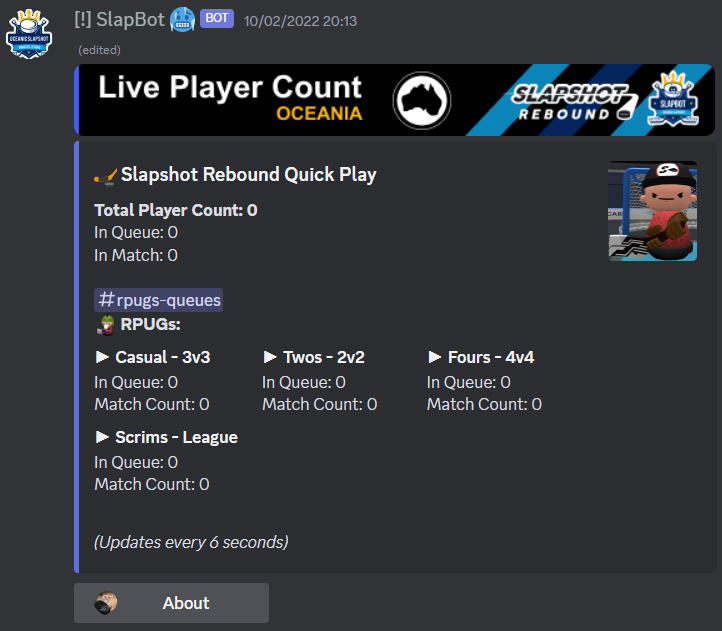 [!] SlapBot BOT 10/02/2022 20:13
(edited)
Live Player Count
OCEANIA
SLAPSHOT
REBOUND
SLAPBOT
OCEANIC SLAPSHOT
Slapshot Rebound Quick Play
Total Player Count: 0
In Queue: 0
In Match: 0
#rpugs-queues
RPUGs:
Casual - 3v3 Twos - 2v2 Fours - 4v4
In Queue: 0 In Queue: 0 In Queue: 0
Match Count: 0 Match Count: 0 Match Count: 0
Scrims - League
In Queue: 0
Match Count: 0
(Updates every 6 seconds)
About